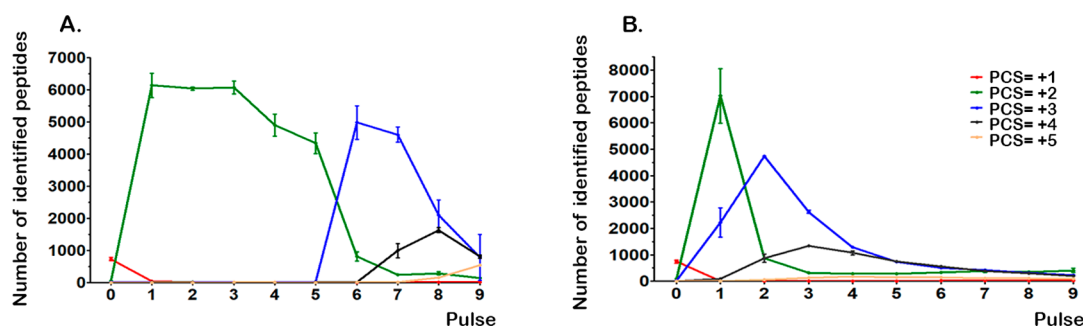 A.
Number of identified peptides
7000
6000
5000
4000
3000
2000
1000
0
0 1 2 3 4 5 6 7 8 9
Pulse
B.
Number of identified peptides
8000
7000
6000
5000
4000
3000
2000
1000
0
0 1 2 3 4 5 6 7 8 9
Pulse
PCS= +1
PCS= +2
PCS= +3
PCS= +4
PCS= +5